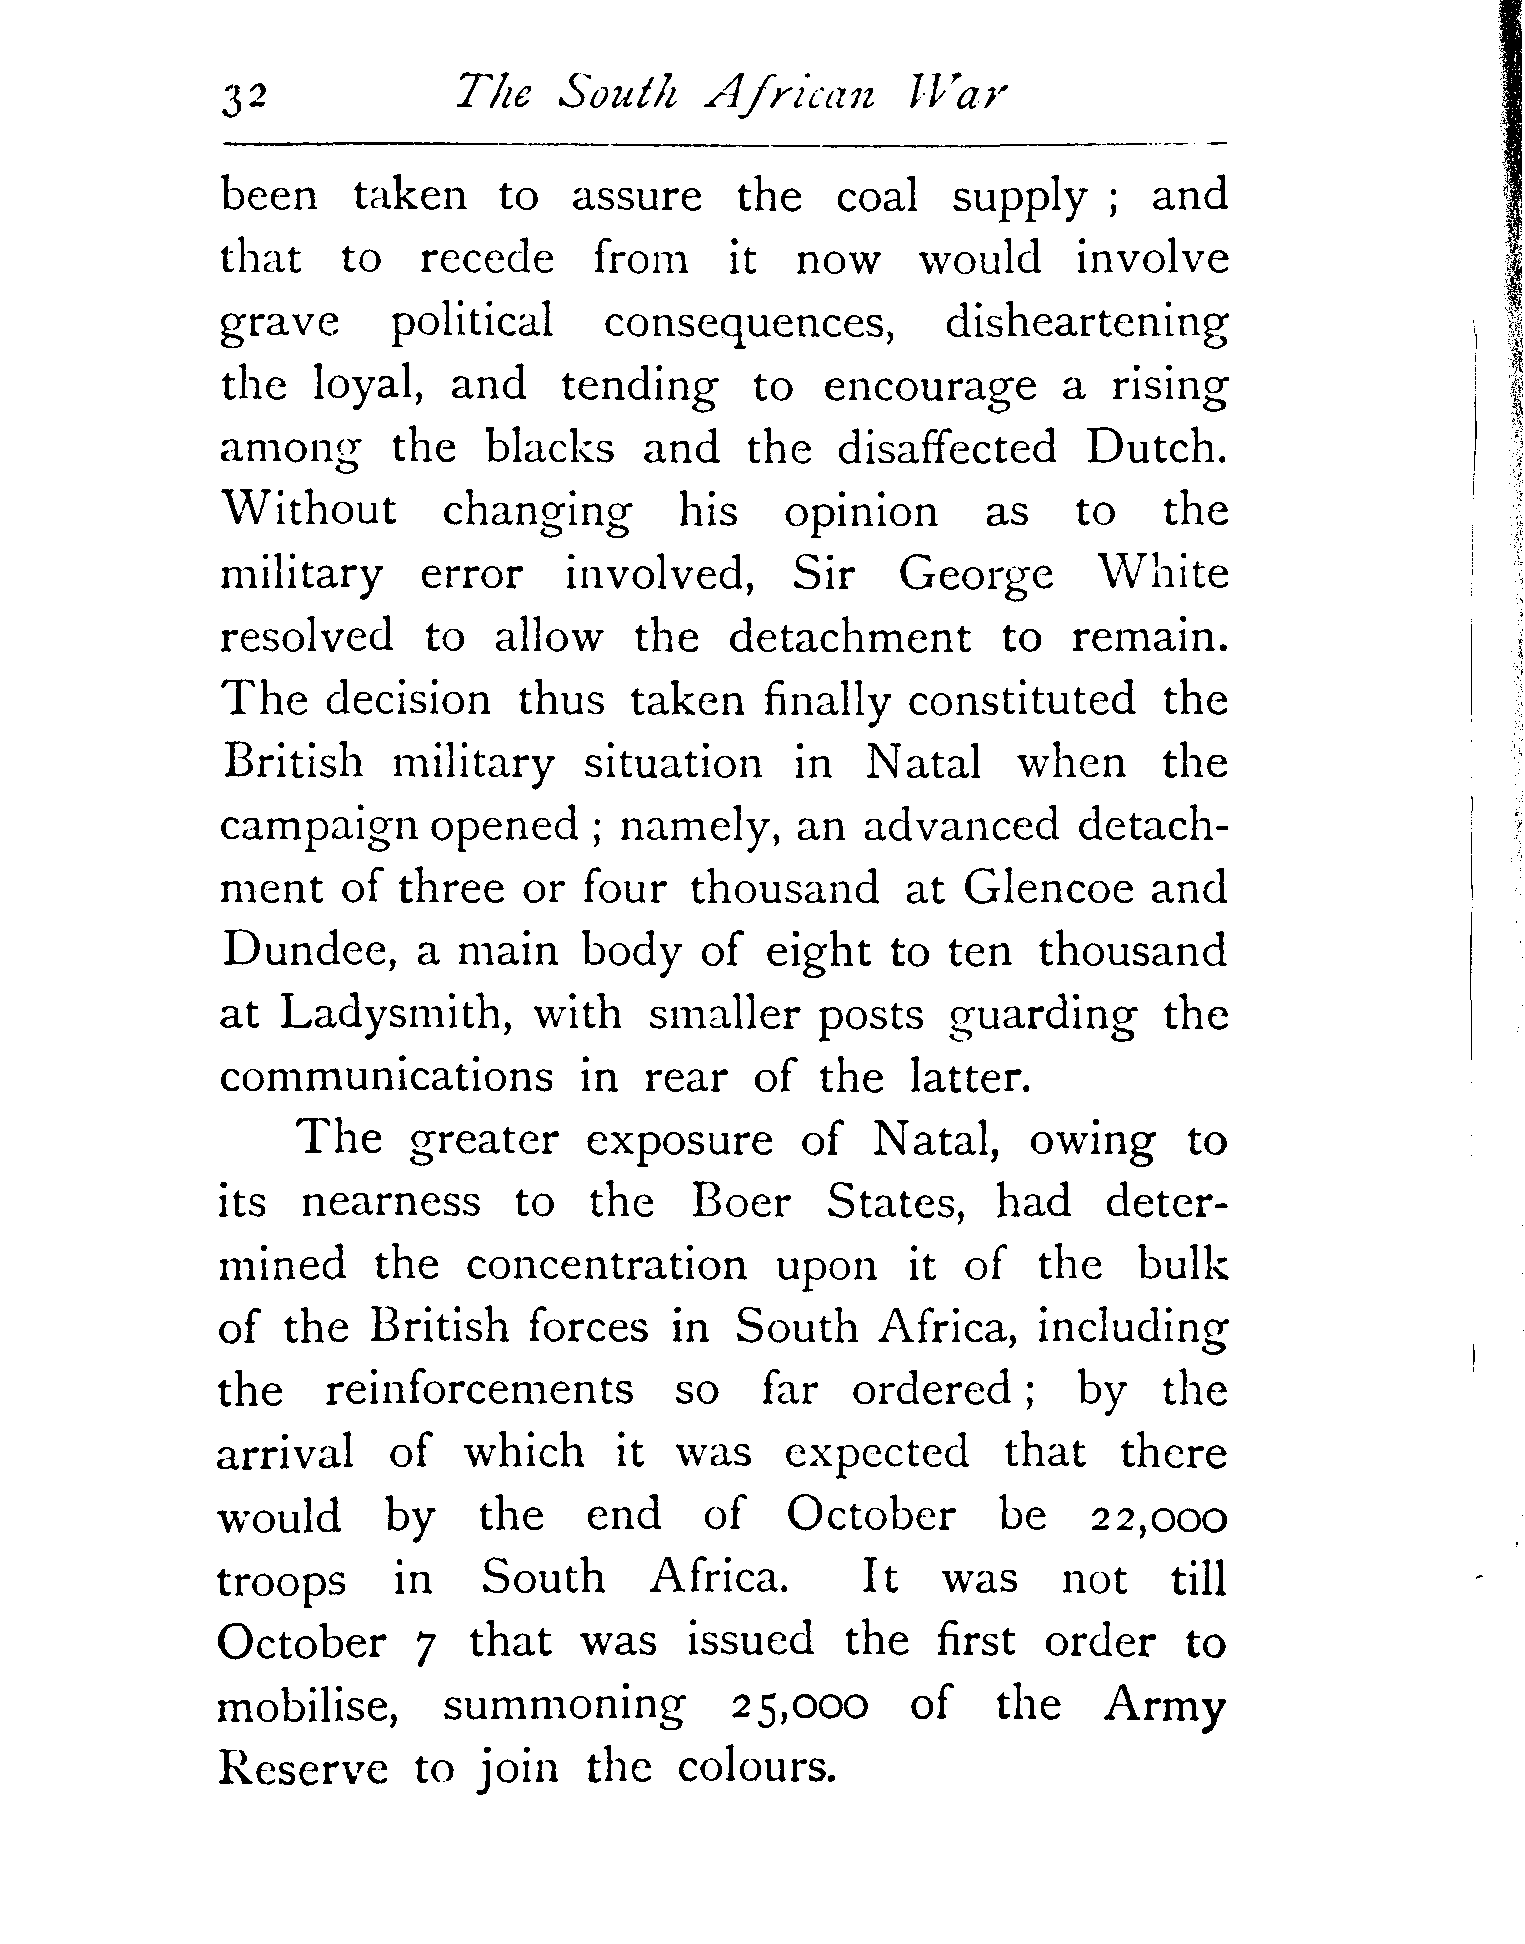 32 The South African War
been taken to assure the coal supply ; and
that to recede from it now would involve
grave political consequences, disheartening
the loyal, and tending to encourage a rising
among the blacks and the disaffected Dutch.
Without changing his opinion as to the
military error involved, Sir George White
resolved to allow the detachment to remain.
The decision thus taken finally constituted the
British military situation in Natal when the
campaign opened ; namely, an advanced detach-
ment of three or four thousand at Glencoe and
Dundee, a main body of eight to ten thousand
at Ladysmith, with smaller posts guarding the
communications in rear of the latter.
The greater exposure of Natal, owing to
its nearness to the Boer States, had deter-
mined the concentration upon it of the bulk
of the British forces in South Africa, including
the reinforcements so far ordered ; by the
arrival of which it was expected that there
would by the end of October be 22,000
troops in South Africa. It was not till
October 7 that was issued the first order to
mobilise, summoning 25,000 of the Army
Reserve to join the colours.